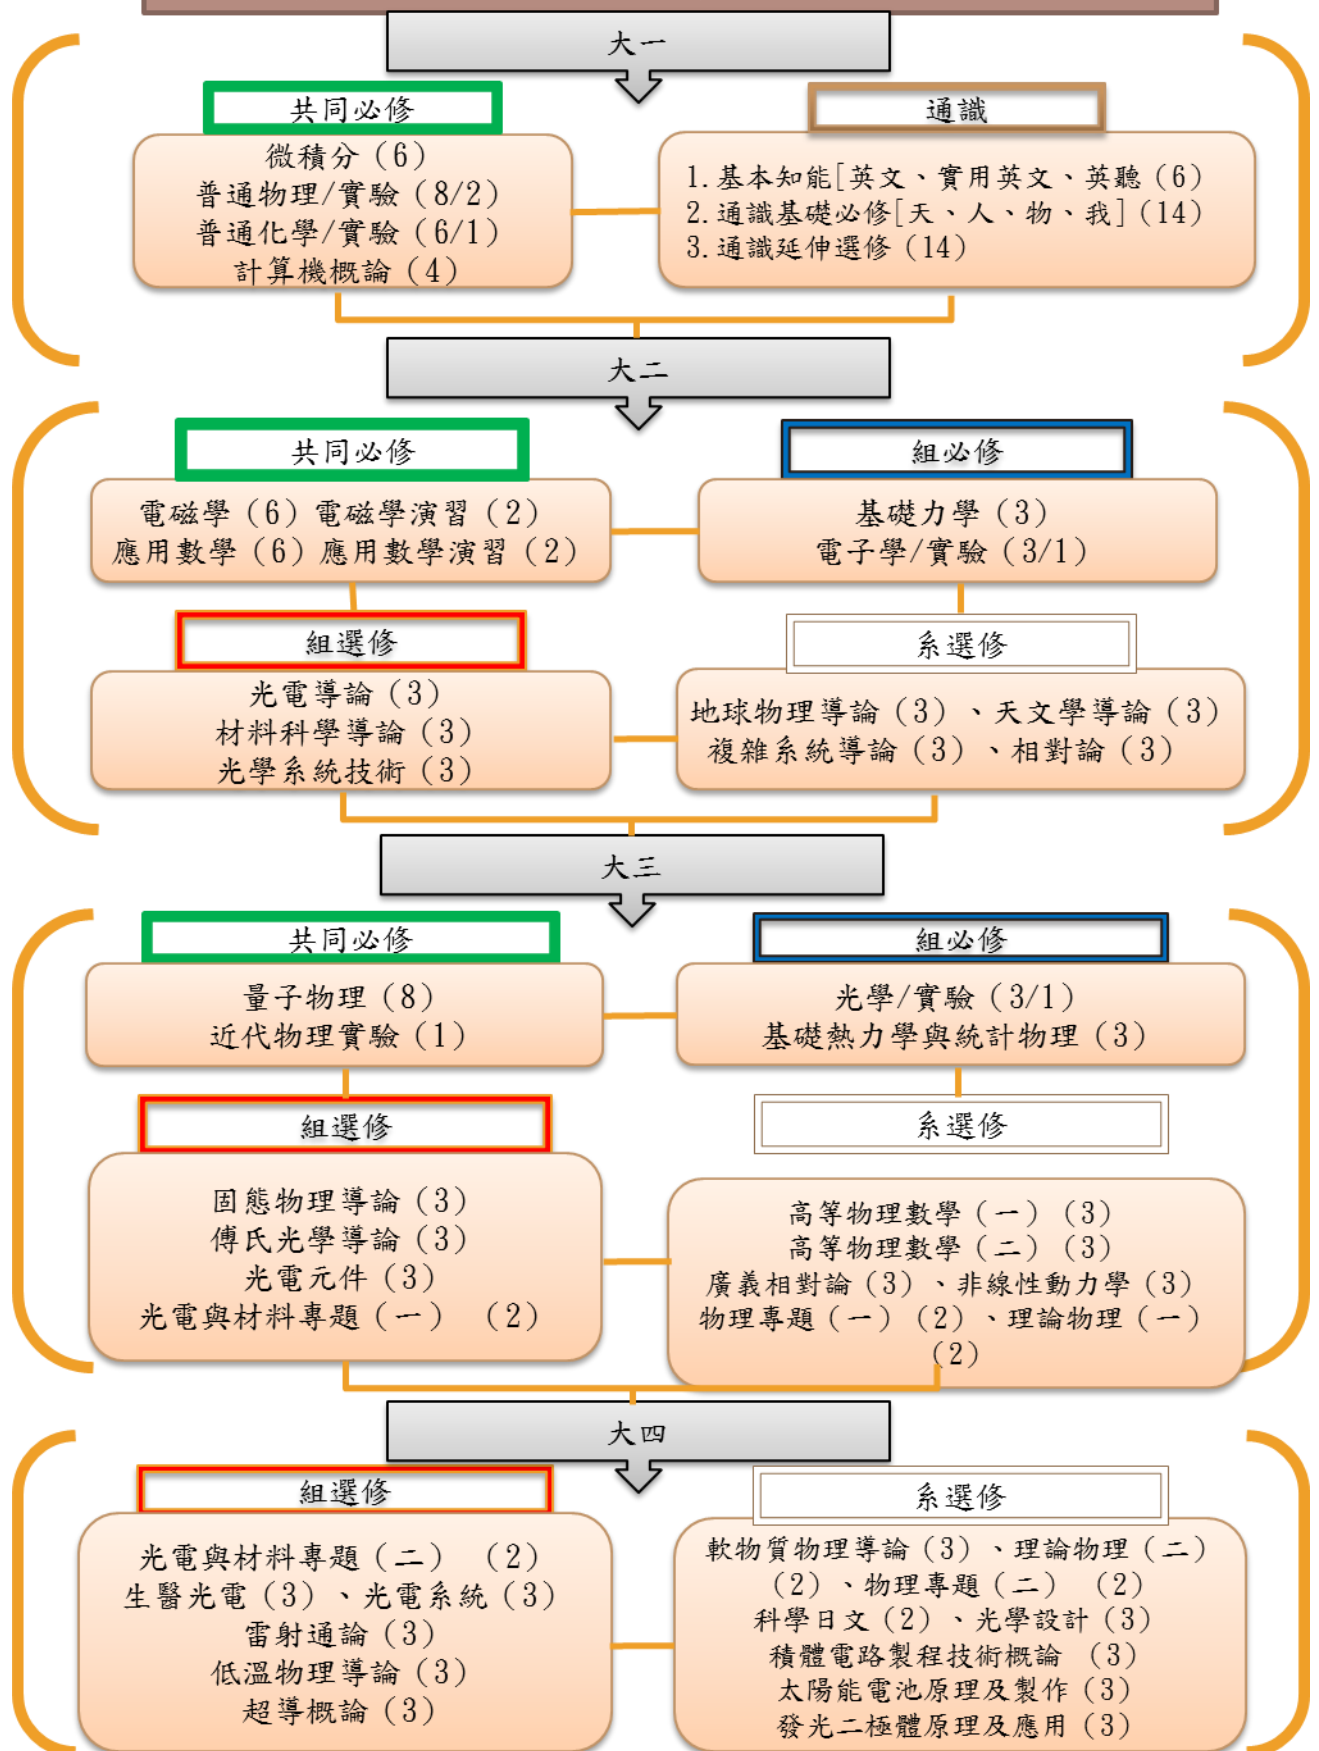 大一
共同必修
微積分（6）
普通物理/實驗（8/2）
普通化學/實驗（6/1）
計算機概論（4）
通識
1.基本知能[英文、實用英文、英聽（6）
2.通識基礎必修[天、人、物、我]（14）
3.通識延伸選修（14）
大二
共同必修
電磁學（6）電磁學演習（2）
應用數學（6）應用數學演習（2）
組必修
基礎力學（3）
電子學/實驗（3/1）
組選修
光電導論（3）
材料科學導論（3）
光學系統技術（3）
系選修
地球物理導論（3）、天文學導論（3）
複雜系統導論（3）、相對論（3）
大三
共同必修
量子物理（8）
近代物理實驗（1）
組必修
光學/實驗（3/1）
基礎熱力學與統計物理（3）
組選修
固態物理導論（3）
傅氏光學導論（3）
光電元件（3）
光電與材料專題（一）（2）
系選修
高等物理數學（一）（3）
高等物理數學（二）（3）
廣義相對論（3）、非線性動力學（3）
物理專題（一）（2）、理論物理（一）
（2）
大四
組選修
光電與材料專題（二）（2）
生醫光電（3）、光電系統（3）
雷射通論（3）
低溫物理導論（3）
超導概論（3）
系選修
軟物質物理導論（3）、理論物理（二）
（2）、物理專題（二）（2）
科學日文（2）、光學設計（3）
積體電路製程技術概論（3）
太陽能電池原理及製作（3）
發光二極體原理及應用（3）